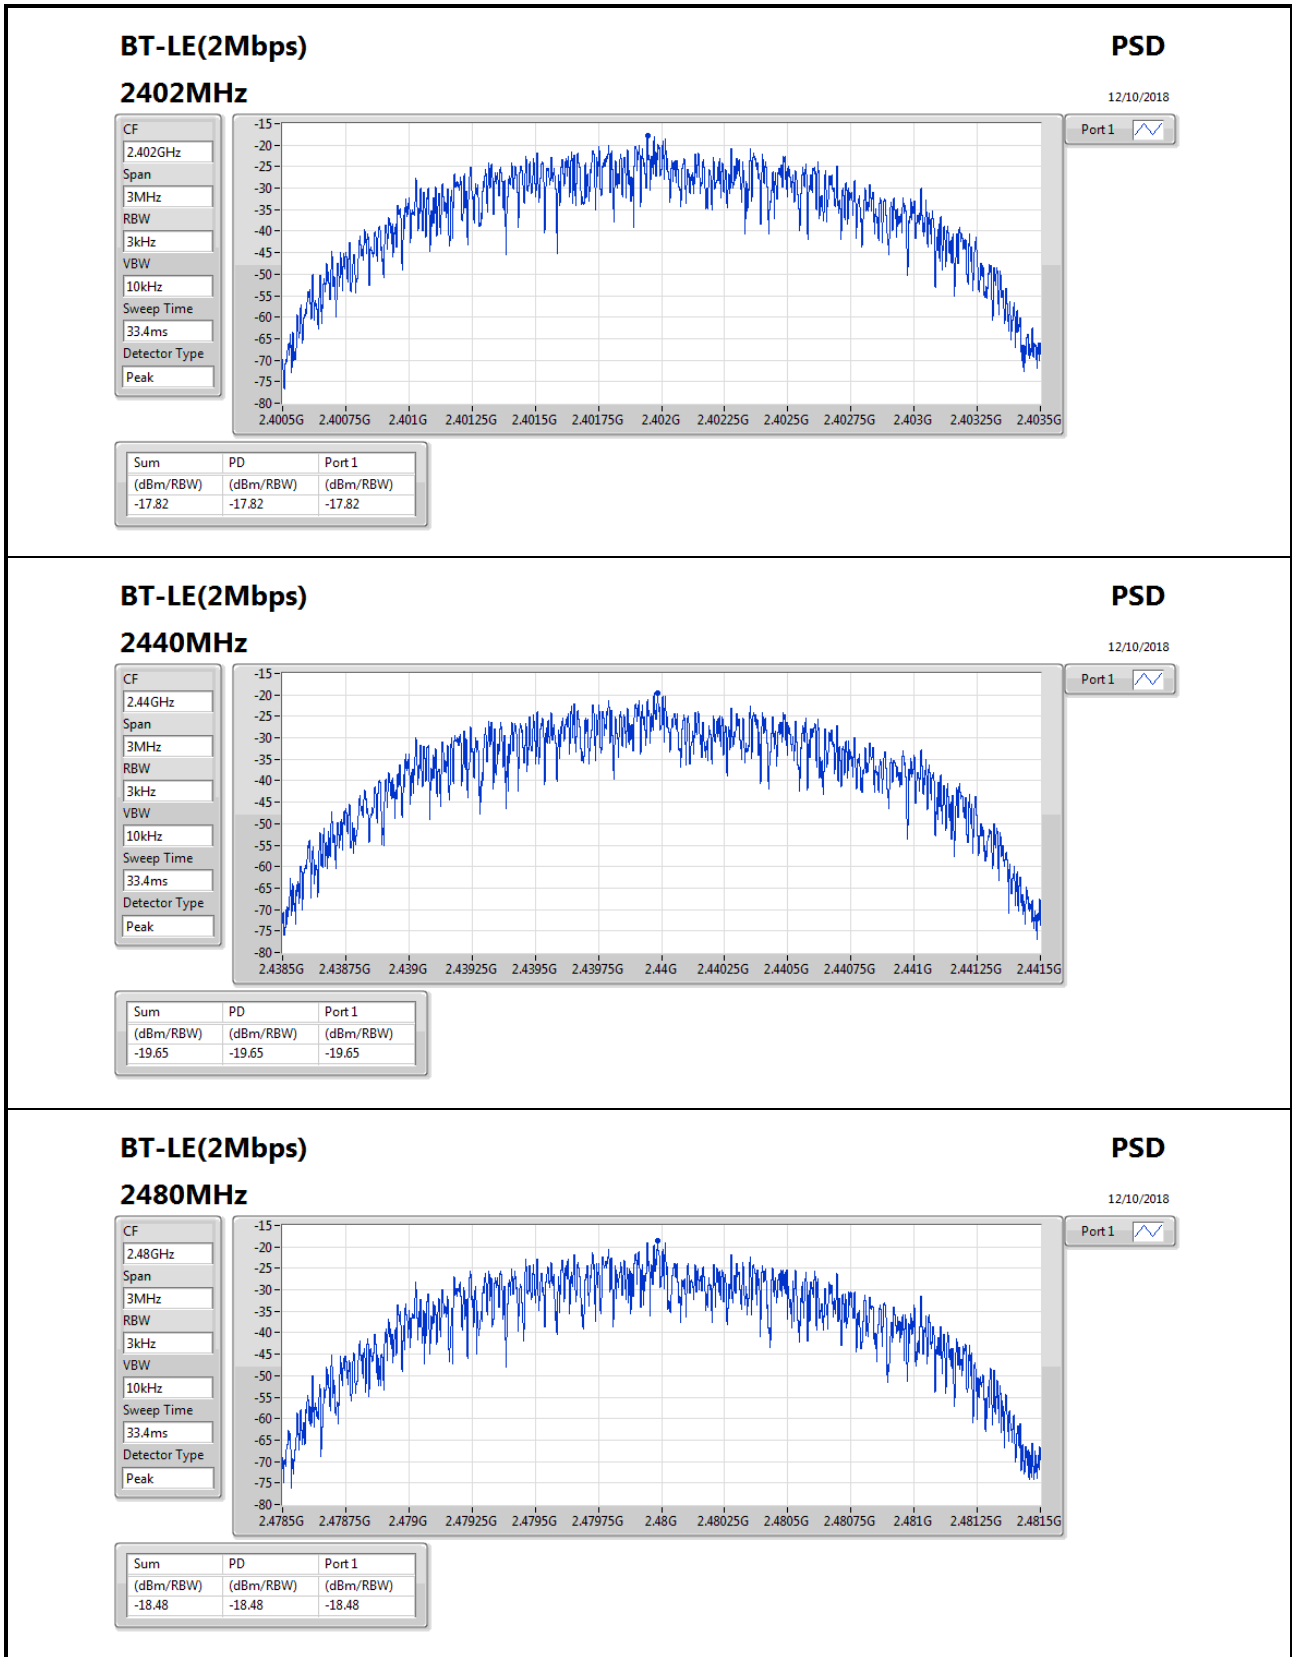 BT-LE(2Mbps) PSD
2402MHz 12/10/2018
CF
2.402GHz
Span
3MHz
RBW
3kHz
VBW
10kHz
Sweep Time
33.4ms
Detector Type
Peak
-15
-20
-25
-30
-35
-40
-45
-50
-55
-60
-65
-70
-75
-80
2.4005G 2.40075G 2.401G 2.40125G 2.4015G 2.40175G 2.402G 2.40225G 2.4025G 2.40275G 2.403G 2.40325G 2.4035G
Port 1
Sum PD Port 1
(dBm/RBW) (dBm/RBW) (dBm/RBW)
-17.82 -17.82 -17.82
BT-LE(2Mbps) PSD
2440MHz 12/10/2018
CF
2.44GHz
Span
3MHz
RBW
3kHz
VBW
10kHz
Sweep Time
33.4ms
Detector Type
Peak
-15
-20
-25
-30
-35
-40
-45
-50
-55
-60
-65
-70
-75
-80
2.4385G 2.43875G 2.439G 2.43925G 2.4395G 2.43975G 2.44G 2.44025G 2.4405G 2.44075G 2.441G 2.44125G 2.4415G
Port 1
Sum PD Port 1
(dBm/RBW) (dBm/RBW) (dBm/RBW)
-19.65 -19.65 -19.65
BT-LE(2Mbps) PSD
2480MHz 12/10/2018
CF
2.48GHz
Span
3MHz
RBW
3kHz
VBW
10kHz
Sweep Time
33.4ms
Detector Type
Peak
-15
-20
-25
-30
-35
-40
-45
-50
-55
-60
-65
-70
-75
-80
2.4785G 2.47875G 2.479G 2.47925G 2.4795G 2.47975G 2.48G 2.48025G 2.4805G 2.48075G 2.481G 2.48125G 2.4815G
Port 1
Sum PD Port 1
(dBm/RBW) (dBm/RBW) (dBm/RBW)
-18.48 -18.48 -18.48